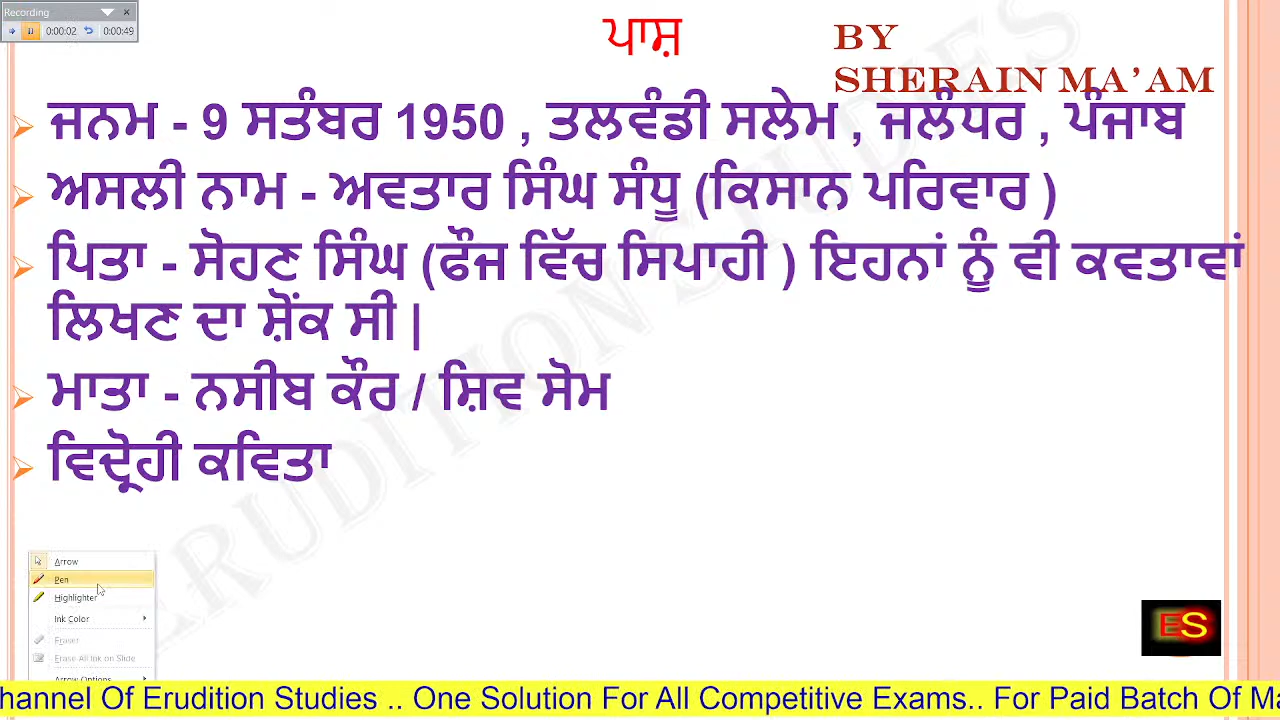 Recording
0:00:02 0:00:49
ਪਾਸ਼
BY
SHERAIN MA'AM
ਜਨਮ - 9 ਸਤੰਬਰ 1950 , ਤਲਵੰਡੀ ਸਲੇਮ , ਜਲੰਧਰ , ਪੰਜਾਬ
ਅਸਲੀ ਨਾਮ - ਅਵਤਾਰ ਸਿੰਘ ਸੰਧੂ (ਕਿਸਾਨ ਪਰਿਵਾਰ )
ਪਿਤਾ - ਸੋਹਣ ਸਿੰਘ (ਫੌਜ ਵਿੱਚ ਸਿਪਾਹੀ ) ਇਹਨਾਂ ਨੂੰ ਵੀ ਕਵਤਾਵਾਂ
ਲਿਖਣ ਦਾ ਸ਼ੋਂਕ ਸੀ |
ਮਾਤਾ - ਨਸੀਬ ਕੌਰ / ਸ਼ਿਵ ਸੋਮ
ਵਿਦ੍ਰੋਹੀ ਕਵਿਤਾ
ERUDITION STUDIES
Arrow
Pen
Highlighter
Ink Color
Eraser
Erase All Ink on Slide
Arrow Options
ES
hannel Of Erudition Studies .. One Solution For All Competitive Exams.. For Paid Batch Of Ma